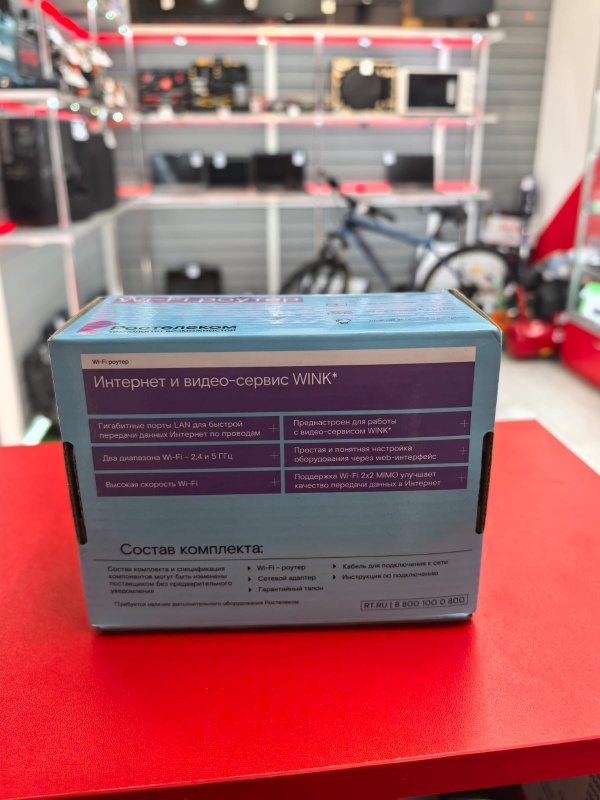 Wi-Fi роутер
Ростелеком
Wi-Fi роутер
Интернет и видео-сервис WINK*
Гигабитные порты LAN для быстрой
передачи данных Интернет по проводам
Преднастроен для работы
с видео-сервисом WINK*
Два диапазона Wi-Fi - 2,4 и 5 ГГц
Простая и понятная настройка
оборудования через web-интерфейс
Высокая скорость Wi-Fi
Поддержка Wi-Fi 2x2 MIMO улучшает
качество передачи данных в Интернет
Состав комплекта:
Состав комплекта и спецификация
компонентов могут быть изменены
поставщиком без предварительного
уведомления
Wi-Fi - роутер
Сетевой адаптер
Гарантийный талон
Кабель для подключения к сети
Инструкция по подключению
*Требуется наличие дополнительного оборудования Ростелеком
RT.RU | 8 800 100 0 800